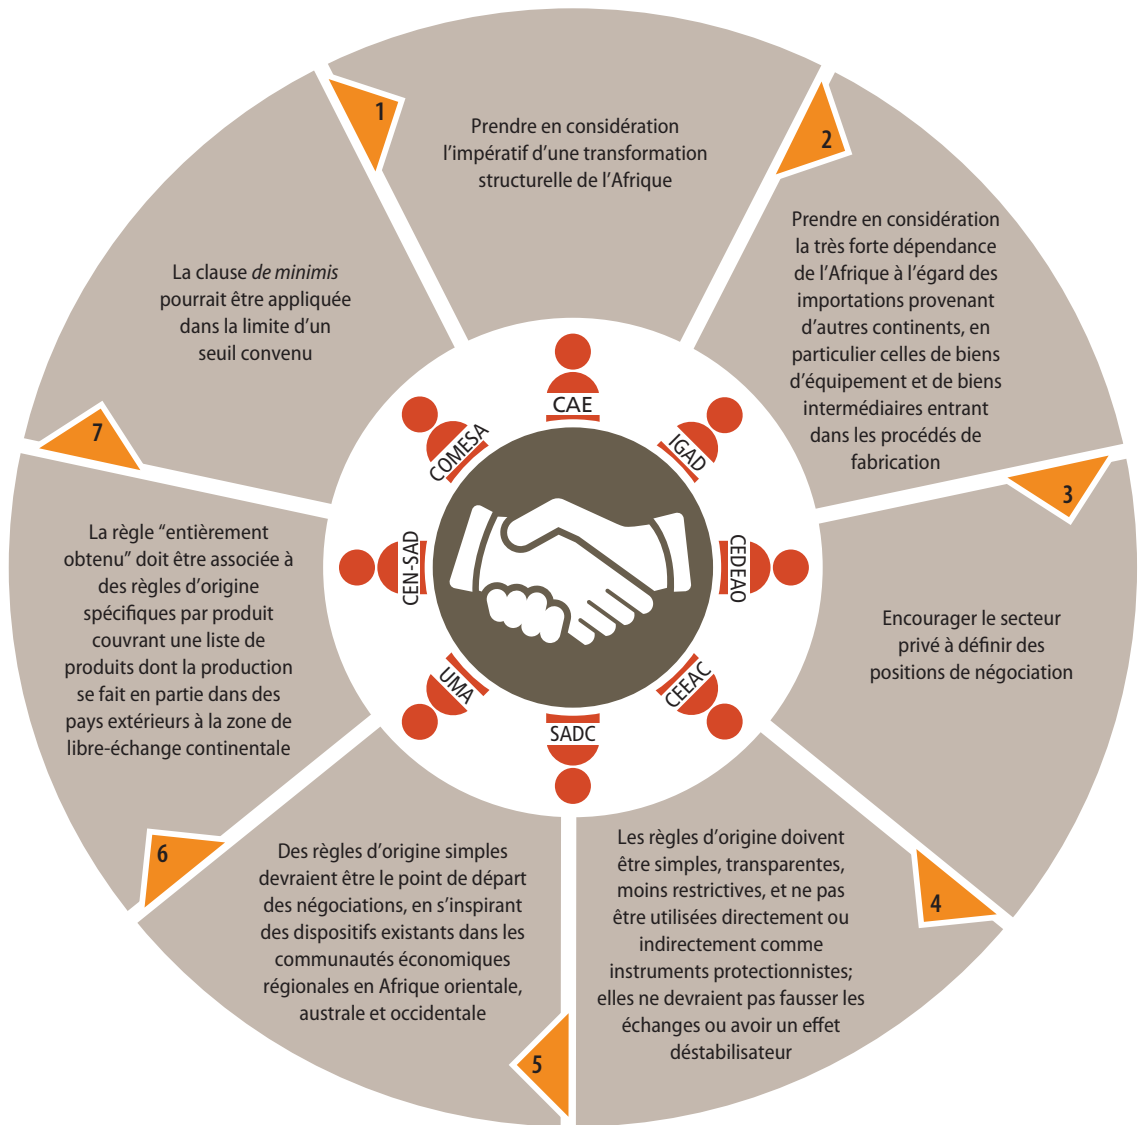 1
Prendre en considération
l’impératif d’une transformation
structurelle de l’Afrique
2
Prendre en considération
la très forte dépendance
de l’Afrique à l’égard des
importations provenant
d’autres continents, en
particulier celles de biens
d’équipement et de biens
intermédiaires entrant
dans les procédés de
fabrication
3
Encourager le secteur
privé à définir des
positions de négociation
4
Les règles d’origine doivent
être simples, transparentes,
moins restrictives, et ne pas
être utilisées directement ou
indirectement comme
instruments protectionnistes;
elles ne devraient pas fausser les
échanges ou avoir un effet
déstabilisateur
5
Des règles d’origine simples
devraient être le point de départ
des négociations, en s’inspirant
des dispositifs existant dans les
communautés économiques
régionales en Afrique orientale,
australe et occidentale
6
La règle “entièrement
obtenu” doit être associée à
des règles d’origine
spécifiques par produit
couvrant une liste de
produits dont la production
se fait en partie dans des
pays extérieurs à la zone de
libre-échange continentale
7
La clause de minimis
pourrait être appliquée
dans la limite d’un
seuil convenu
CAE
IGAD
CEDEAO
CEEAC
SADC
UMA
CEN-SAD
COMESA